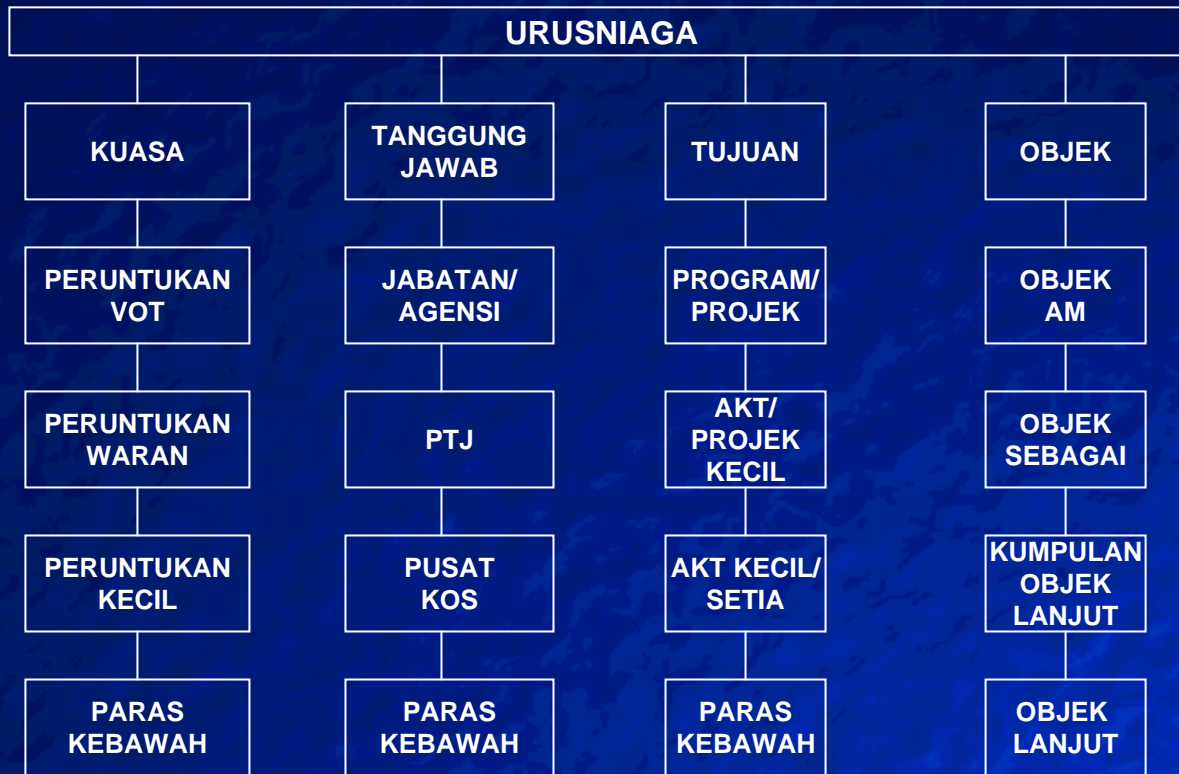 URUSNIAGA
KUASA
TANGGUNG
JAWAB
TUJUAN
OBJEK
PERUNTUKAN
VOT
JABATAN/
AGENSI
PROGRAM/
PROJEK
OBJEK
AM
PERUNTUKAN
WARAN
PTJ
AKT/
PROJEK
KECIL
OBJEK
SEBAGAI
PERUNTUKAN
KECIL
PUSAT
KOS
AKT KECIL/
SETIA
KUMPULAN
OBJEK
LANJUT
PARAS
KEBAWAH
PARAS
KEBAWAH
PARAS
KEBAWAH
OBJEK
LANJUT